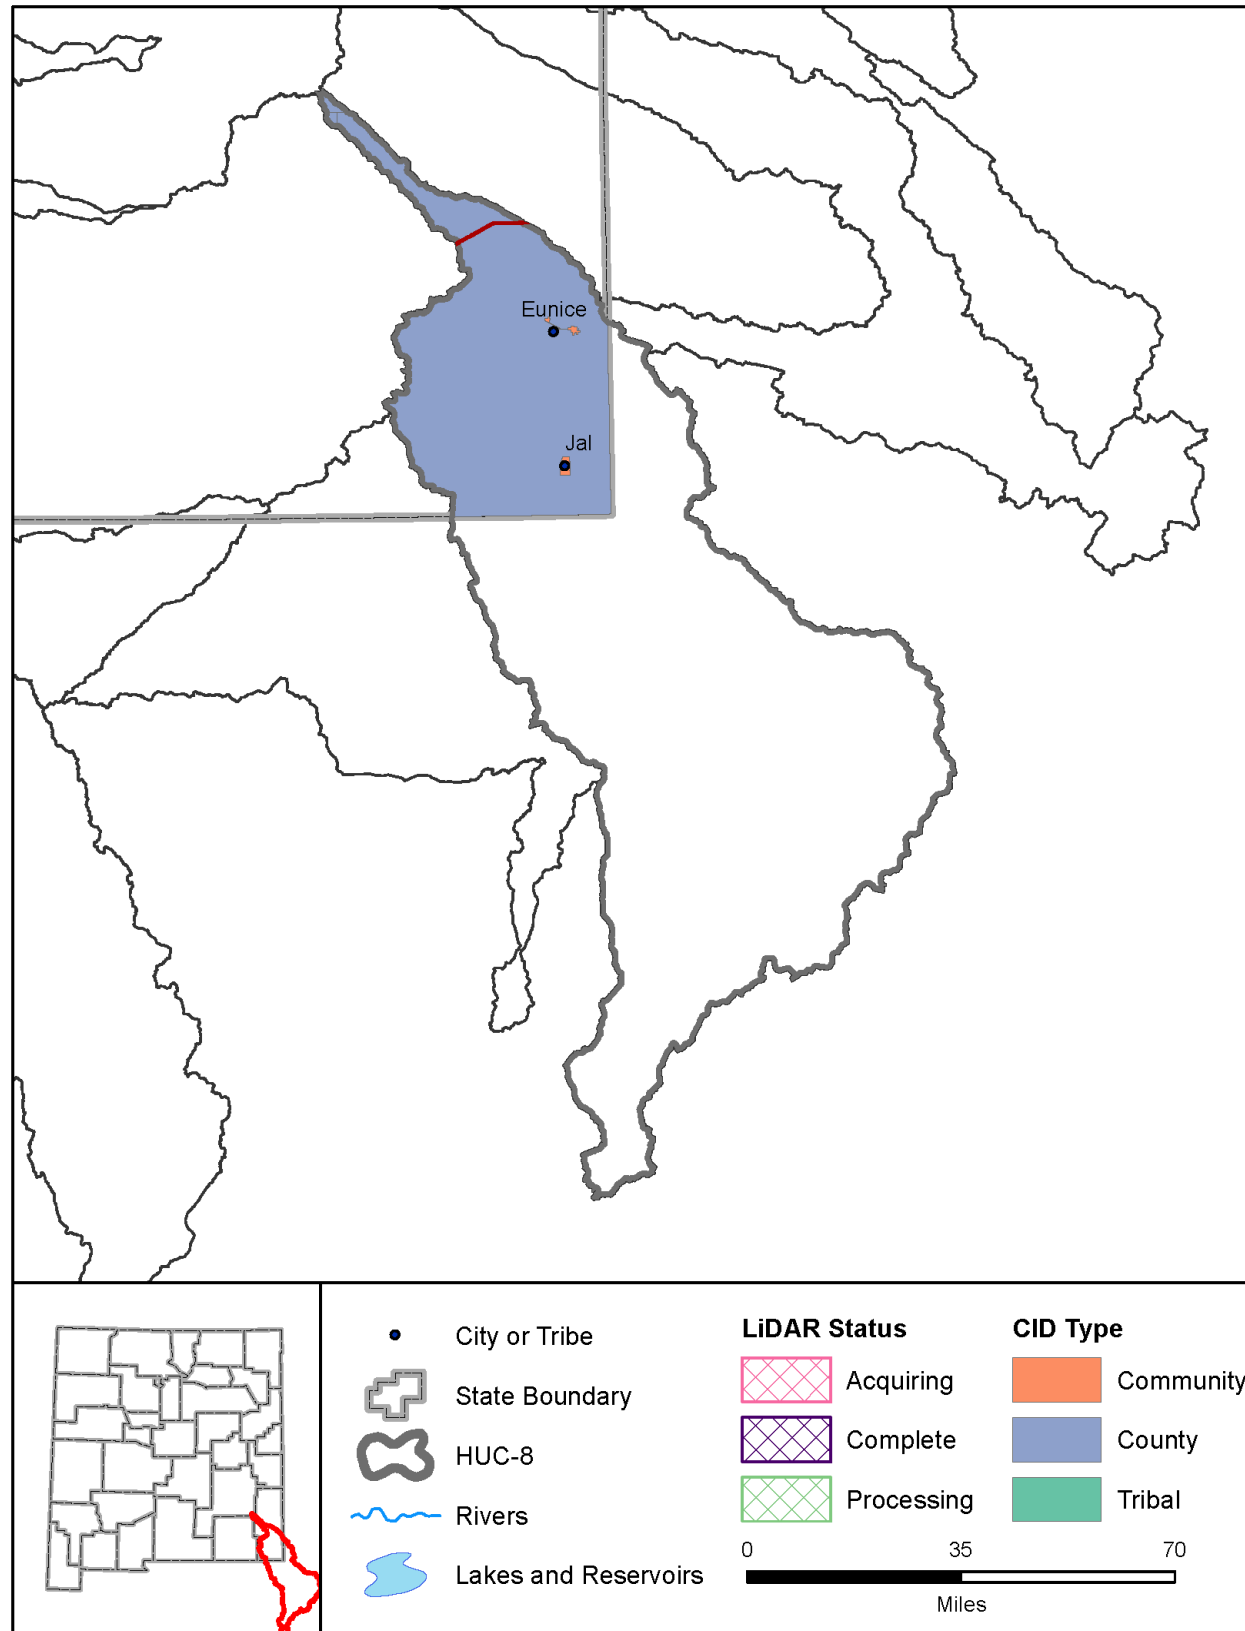 Eunice
Jal
City or Tribe
State Boundary
HUC-8
Rivers
Lakes and Reservoirs
LiDAR Status
Acquiring
Complete
Processing
CID Type
Community
County
Tribal
0 35 70
Miles